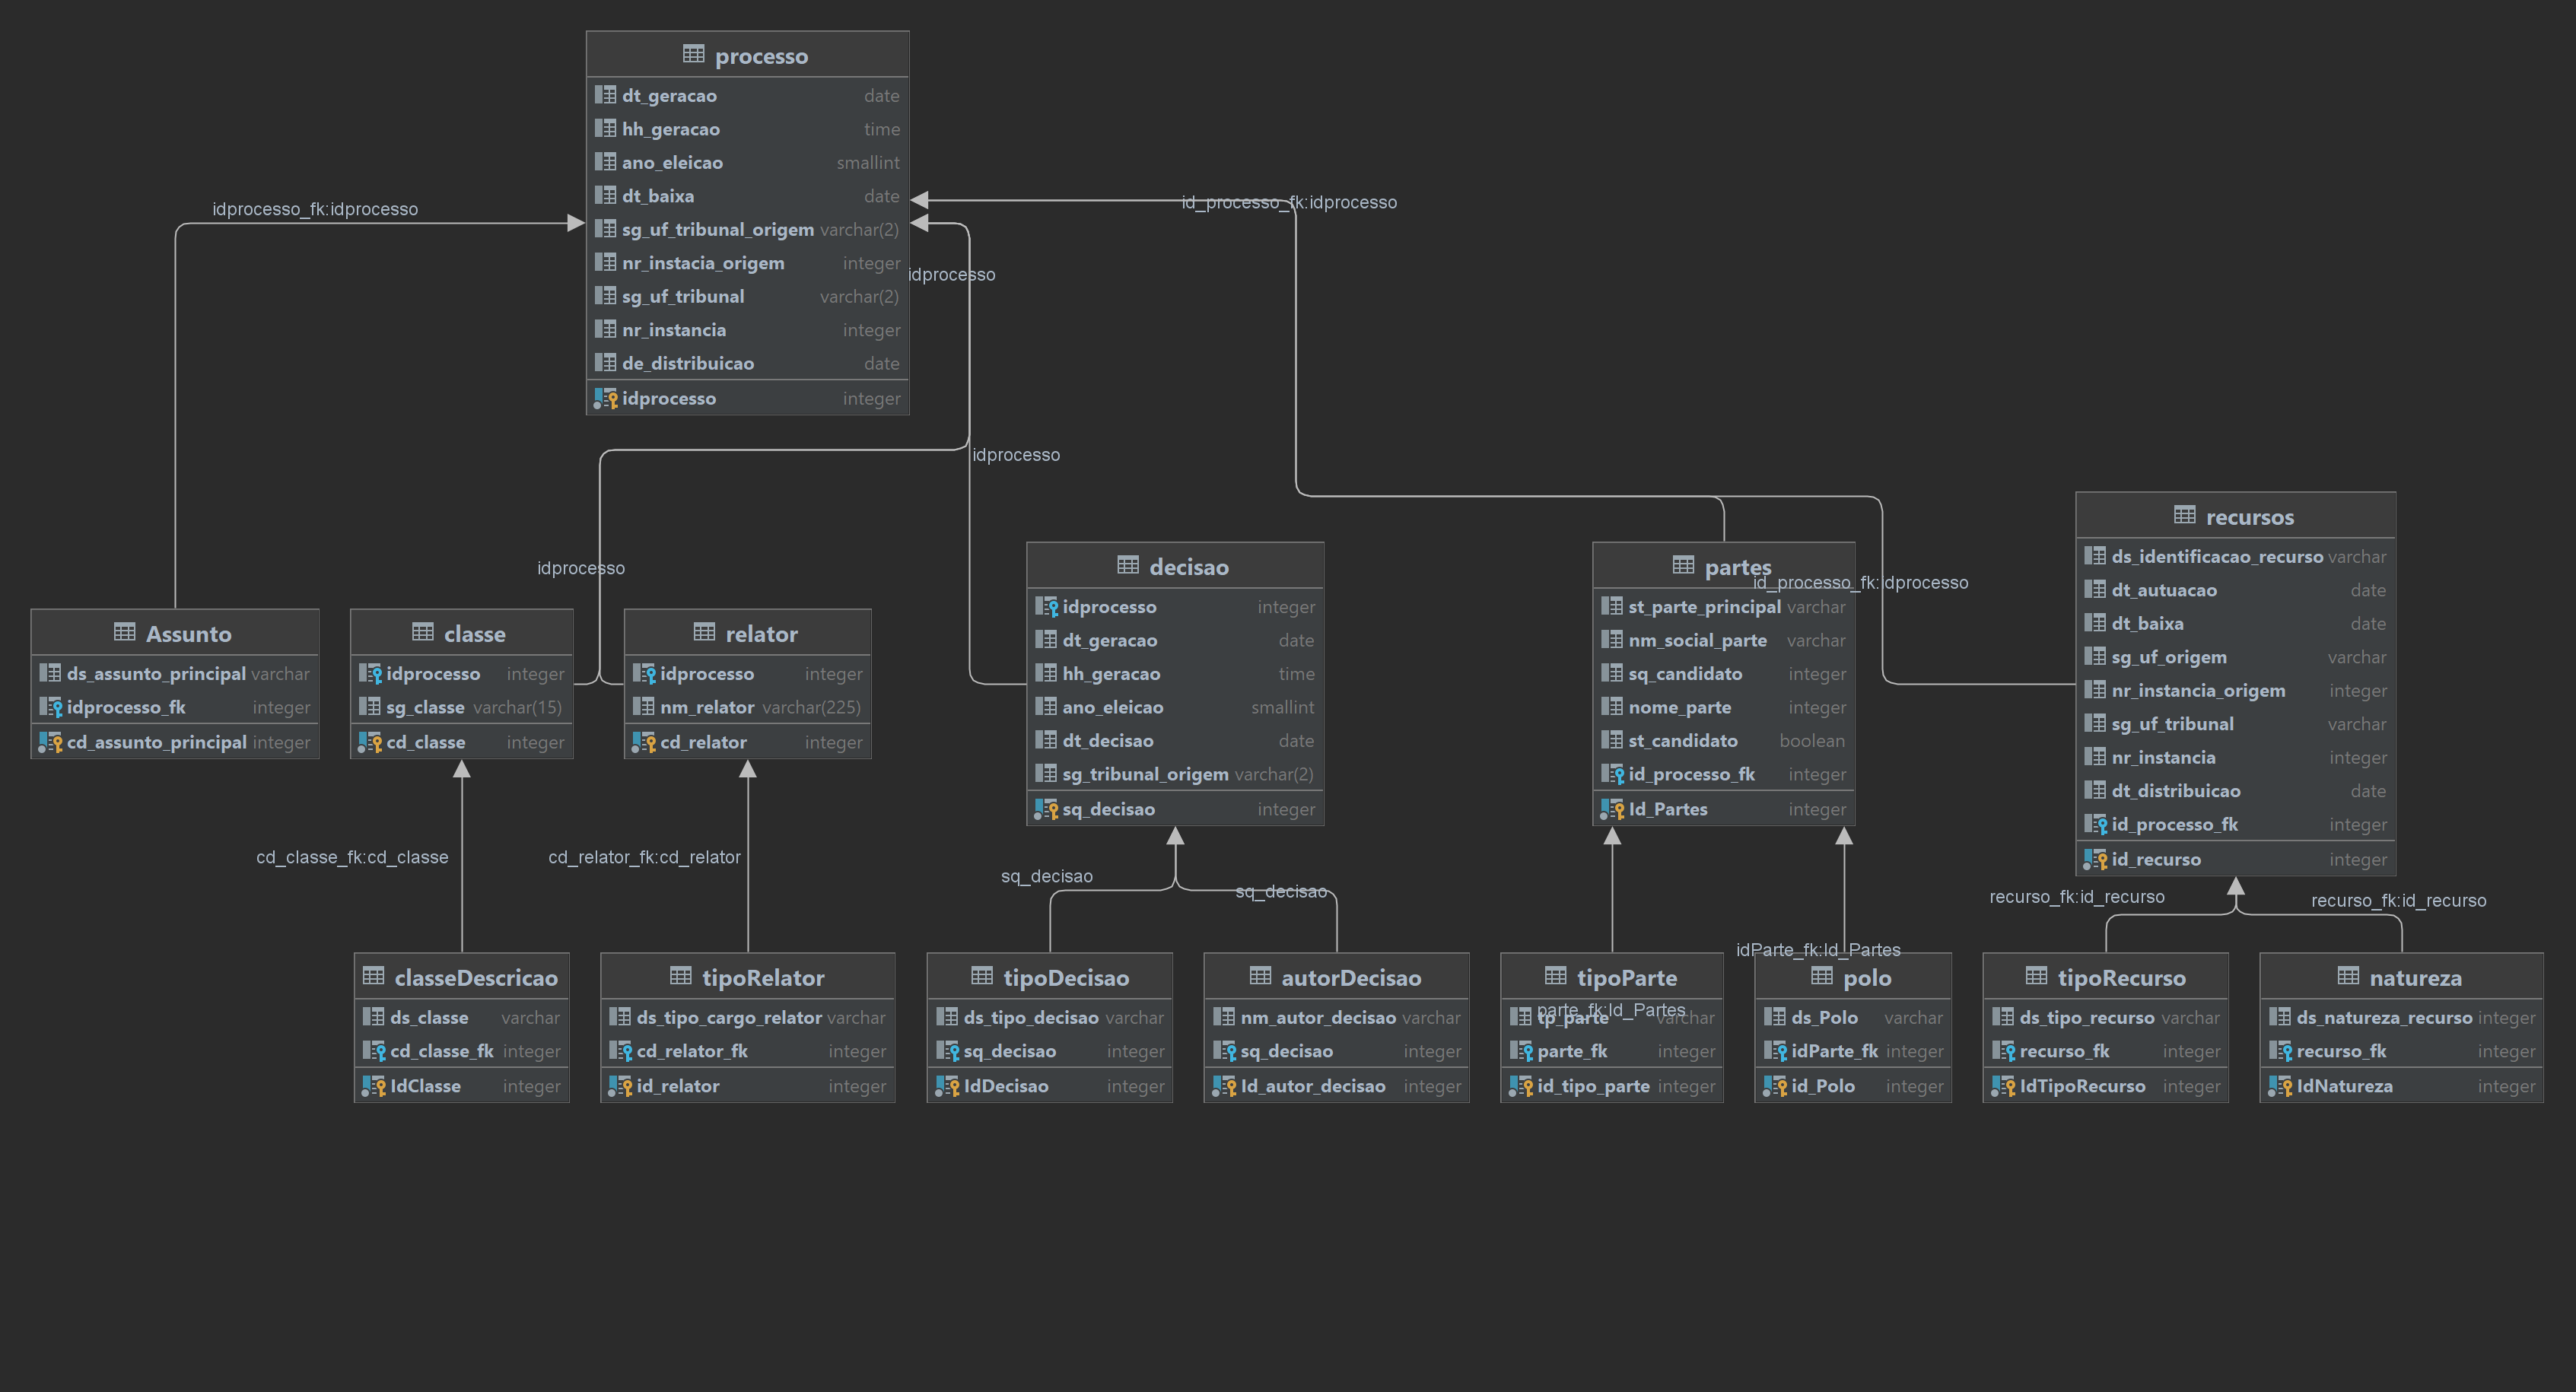 processo
dt_geracao date
hh_geracao time
ano_eleicao smallint
dt_baixa date
sg_uf_tribunal_origem varchar(2)
nr_instacia_origem integer
sg_uf_tribunal varchar(2)
nr_instancia integer
de_distribuicao date
idprocesso integer
idprocesso_fk:idprocesso
id_processo_fk:idprocesso
idprocesso
idprocesso
idprocesso
id_processo_fk:idprocesso
Assunto
ds_assunto_principal varchar
idprocesso_fk integer
cd_assunto_principal integer
classe
idprocesso integer
sg_classe varchar(15)
cd_classe integer
relator
idprocesso integer
nm_relator varchar(225)
cd_relator integer
decisao
idprocesso integer
dt_geracao date
hh_geracao time
ano_eleicao smallint
dt_decisao date
sg_tribunal_origem varchar(2)
sq_decisao integer
partes
st_parte_principal varchar
nm_social_parte varchar
sq_candidato integer
nome_parte integer
st_candidato boolean
id_processo_fk integer
Id_Partes integer
recursos
ds_identificacao_recurso varchar
dt_autuacao date
dt_baixa date
sg_uf_origem varchar
nr_instancia_origem integer
sg_uf_tribunal varchar
nr_instancia integer
dt_distribuicao date
id_processo_fk integer
id_recurso integer
cd_classe_fk:cd_classe
cd_relator_fk:cd_relator
sq_decisao
sq_decisao
idParte_fk:Id_Partes
parte_fk:Id_Partes
recurso_fk:id_recurso
recurso_fk:id_recurso
classeDescricao
ds_classe varchar
cd_classe_fk integer
IdClasse integer
tipoRelator
ds_tipo_cargo_relator varchar
cd_relator_fk integer
id_relator integer
tipoDecisao
ds_tipo_decisao varchar
sq_decisao integer
IdDecisao integer
autorDecisao
nm_autor_decisao varchar
sq_decisao integer
Id_autor_decisao integer
tipoParte
tp_parte varchar
parte_fk integer
id_tipo_parte integer
polo
ds_Polo varchar
idParte_fk integer
id_Polo integer
tipoRecurso
ds_tipo_recurso varchar
recurso_fk integer
IdTipoRecurso integer
natureza
ds_natureza_recurso integer
recurso_fk integer
IdNatureza integer